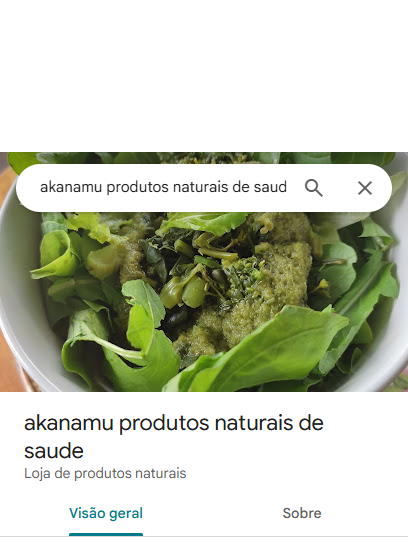 akanamu produtos naturais de saud
akanamu produtos naturais de
saude
Loja de produtos naturais
Visão geral
Sobre